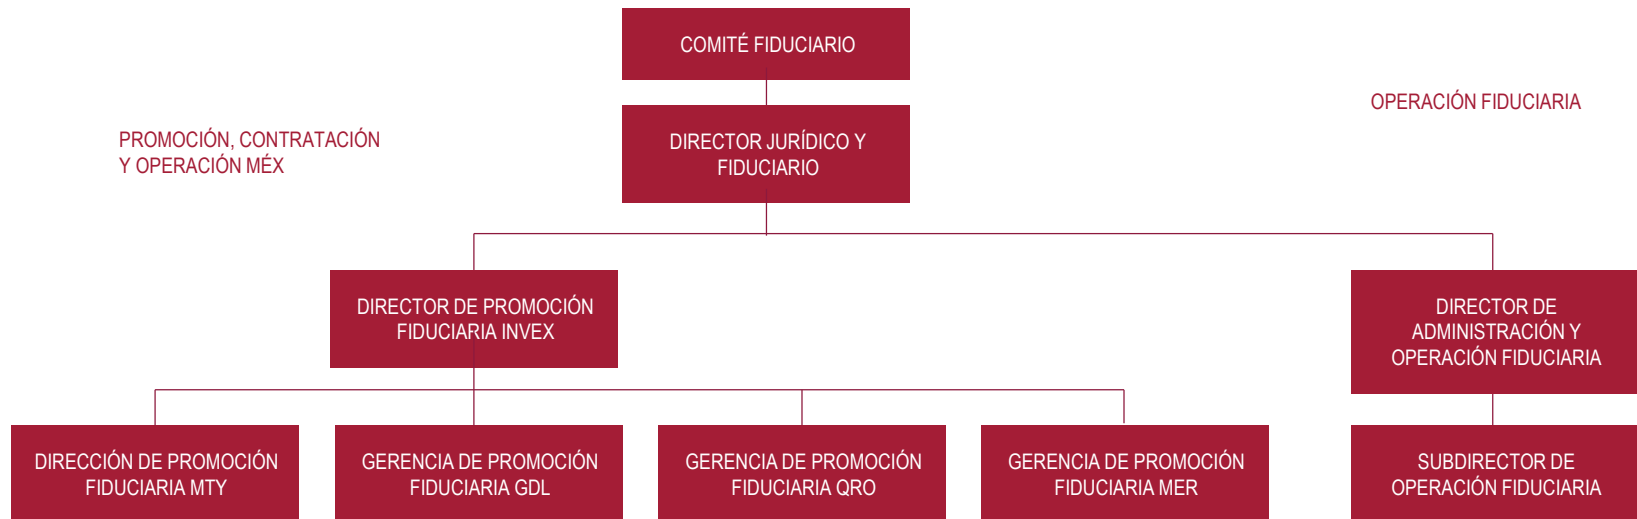 COMITÉ FIDUCIARIO
OPERACIÓN FIDUCIARIA
PROMOCIÓN, CONTRATACIÓN
Y OPERACIÓN MÉX
DIRECTOR JURÍDICO Y
FIDUCIARIO
DIRECTOR DE PROMOCIÓN
FIDUCIARIA INVEX
DIRECTOR DE
ADMINISTRACIÓN Y
OPERACIÓN FIDUCIARIA
DIRECCIÓN DE PROMOCIÓN
FIDUCIARIA MTY
GERENCIA DE PROMOCIÓN
FIDUCIARIA GDL
GERENCIA DE PROMOCIÓN
FIDUCIARIA QRO
GERENCIA DE PROMOCIÓN
FIDUCIARIA MER
SUBDIRECTOR DE
OPERACIÓN FIDUCIARIA